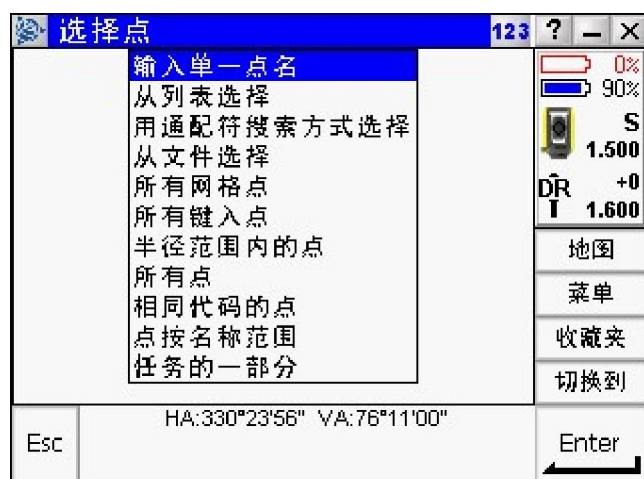 选择点
123
?
输入单一点名
从列表选择
用通配符搜索方式选择
从文件选择
所有网格点
所有键入点
半径范围内的点
所有点
相同代码的点
点按名称范围
任务的一部分
0%
90%
S
1.500
DR +0
T 1.600
地图
菜单
收藏夹
切换到
Esc
HA:330°23'56" VA:76°11'00"
Enter